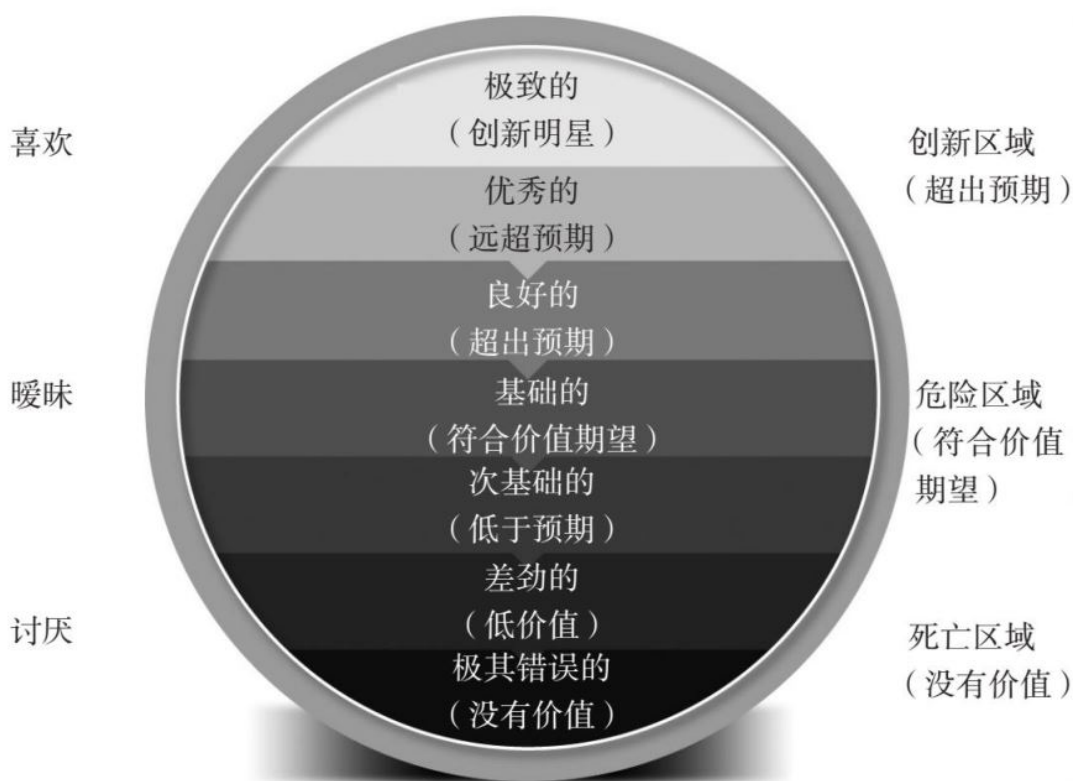 极致的
（创新明星）
喜欢
创新区域
（超出预期）
优秀的
（远超预期）
良好的
（超出预期）
暧昧
基础的
（符合价值期望）
危险区域
（符合价值
期望）
次基础的
（低于预期）
差劲的
（低价值）
讨厌
死亡区域
（没有价值）
极其错误的
（没有价值）